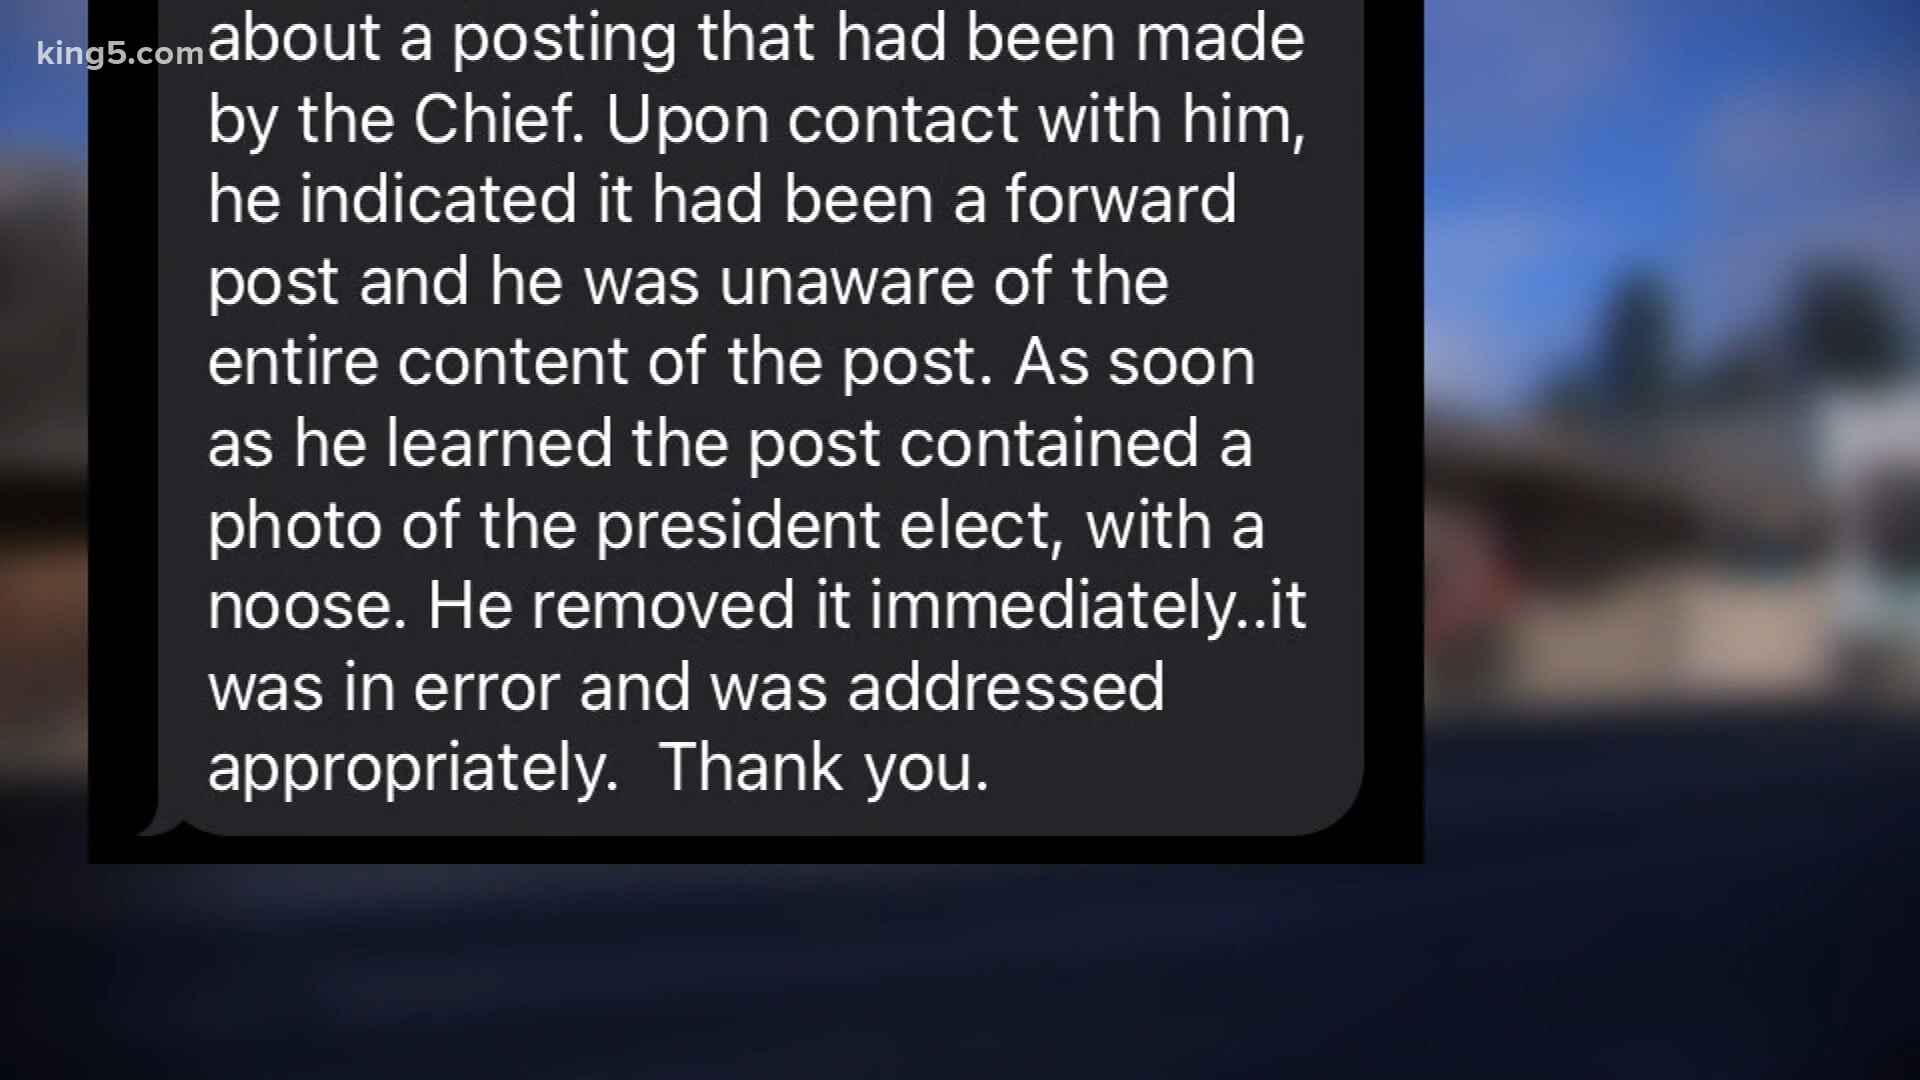 king5.com
about a posting that had been made
by the Chief. Upon contact with him,
he indicated it had been a forward
post and he was unaware of the
entire content of the post. As soon
as he learned the post contained a
photo of the president elect, with a
noose. He removed it immediately..it
was in error and was addressed
appropriately.  Thank you.